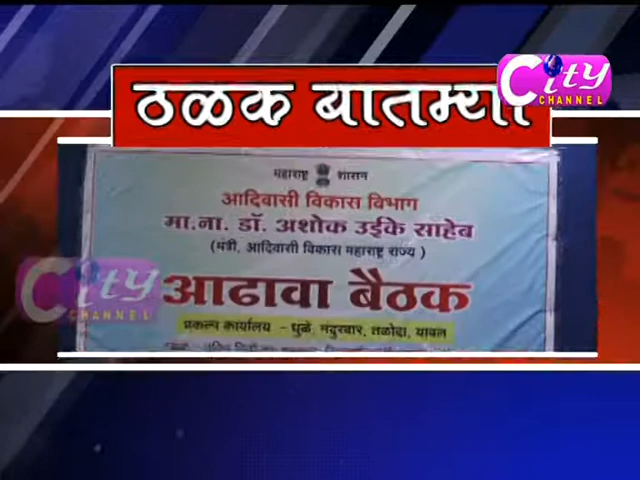 ठळक बातम्या
City
CHANNEL
महाराष्ट्र शासन
आदिवासी विकास विभाग
मा.ना. डॉ. अशोक उईके साहेब
(मंत्री, आदिवासी विकास महाराष्ट्र राज्य )
आढावा बैठक
City
CHANNEL
प्रकल्प कार्यालय - धुळे, नंदुरबार, तळोदा, यावल